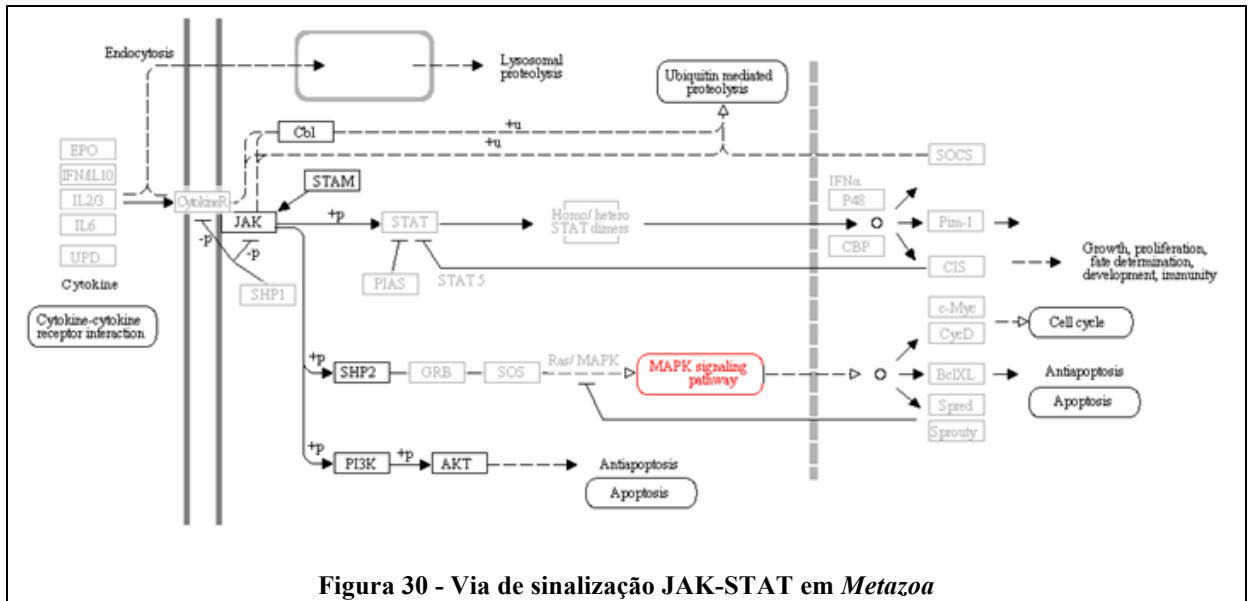 Endocytosis
Lysosomal
proteolysis
Ubiquitin mediated
proteolysis
Cbl
+u
+u
EPO
IFN/IL10
IL2/3
IL6
UPD
Cytokine
Cytokine-cytokine
receptor interaction
CytokineR
STAM
JAK
+p
-p
-p
SHP1
STAT
PIAS
STAT5
Homo/hetero
STAT dimers
IFNα
P48
CBP
SOCS
Pim-1
CIS
Growth, proliferation,
fate determination,
development, immunity
c-Myc
CycD
Cell cycle
+p
SHP2
GRB
SOS
Ras/MAPK
MAPK signaling
pathway
BclXL
Antiapoptosis
Apoptosis
Spred
Sprouty
+p
PI3K
+p
AKT
Antiapoptosis
Apoptosis
Figura 30 - Via de sinalização JAK-STAT em Metazoa